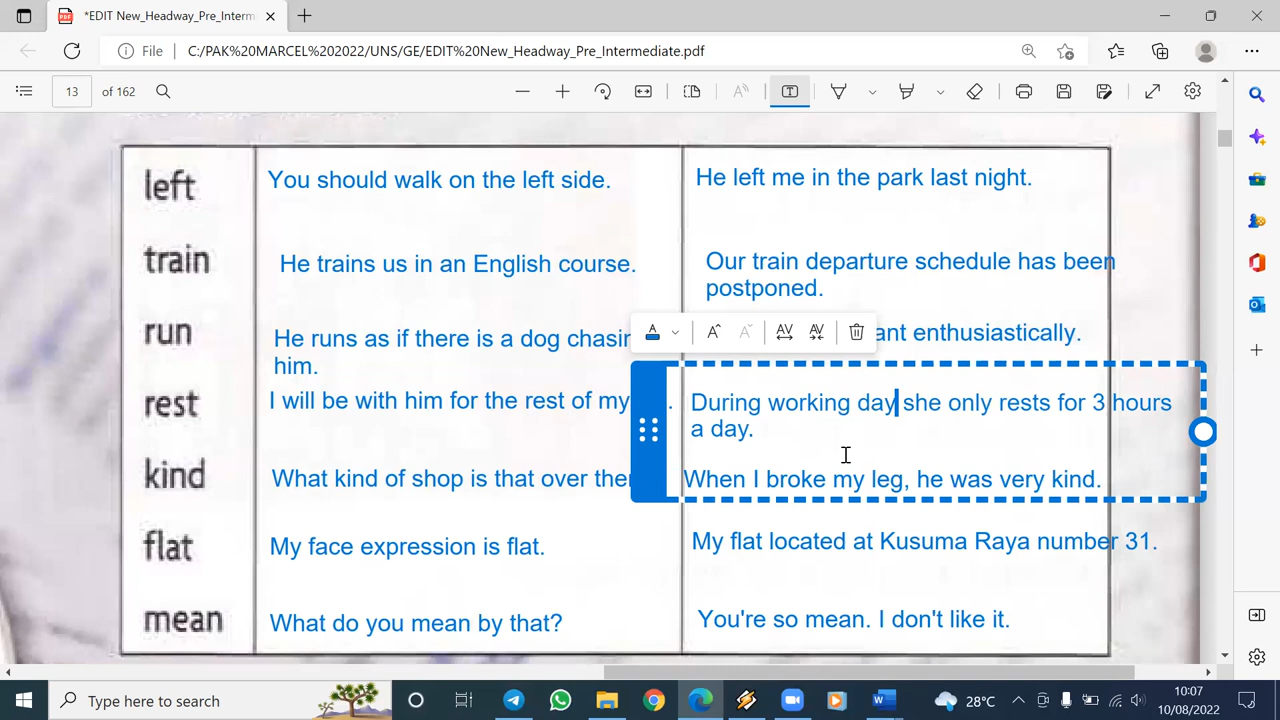 *EDIT New_Headway_Pre_Interm
File
C:/PAK%20MARCEL%202022/UNS/GE/EDIT%20New_Headway_Pre_Intermediate.pdf
13 of 162
left
You should walk on the left side.
He left me in the park last night.
train
He trains us in an English course.
Our train departure schedule has been
postponed.
run
He runs as if there is a dog chasin
him.
ant enthusiastically.
rest
I will be with him for the rest of my
During working day she only rests for 3 hours
a day.
kind
What kind of shop is that over ther
When I broke my leg, he was very kind.
flat
My face expression is flat.
My flat located at Kusuma Raya number 31.
mean
What do you mean by that?
You're so mean. I don't like it.
Type here to search
28°C
10:07
10/08/2022